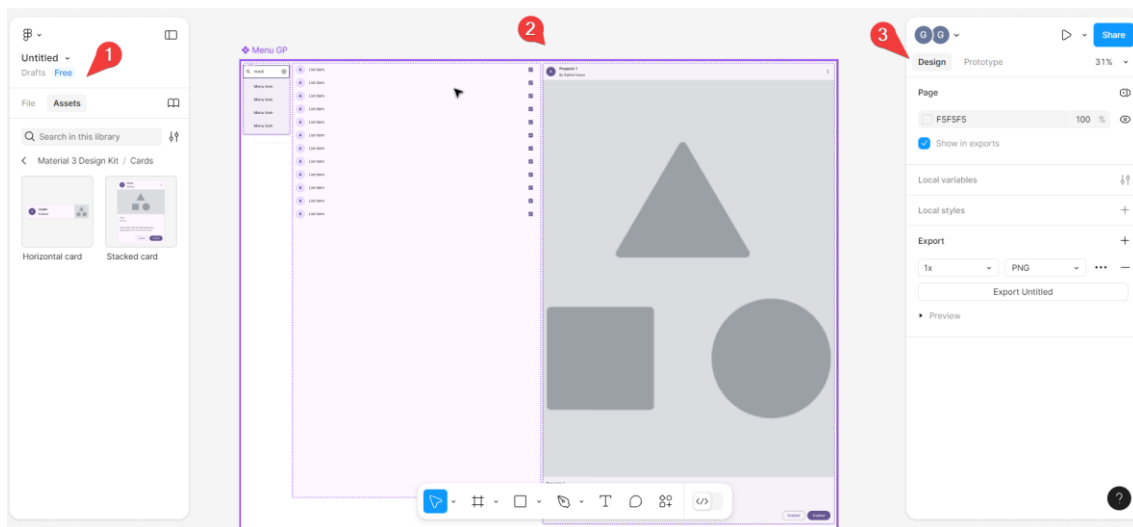 1
Untitled
Drafts Free
File Assets
Search in this library
Material 3 Design Kit / Cards
Horizontal card
Stacked card
2
Menu GP
Input
Menu item
Menu item
Menu item
Menu item
A List item
A List item
A List item
A List item
A List item
A List item
A List item
A List item
A List item
A List item
A List item
A List item
Proyecto 1
T
3
G G
Share
Design Prototype 31%
Page
F5F5F5 100 %
Show in exports
Local variables
Local styles
Export
1x PNG
Export Untitled
Preview
?